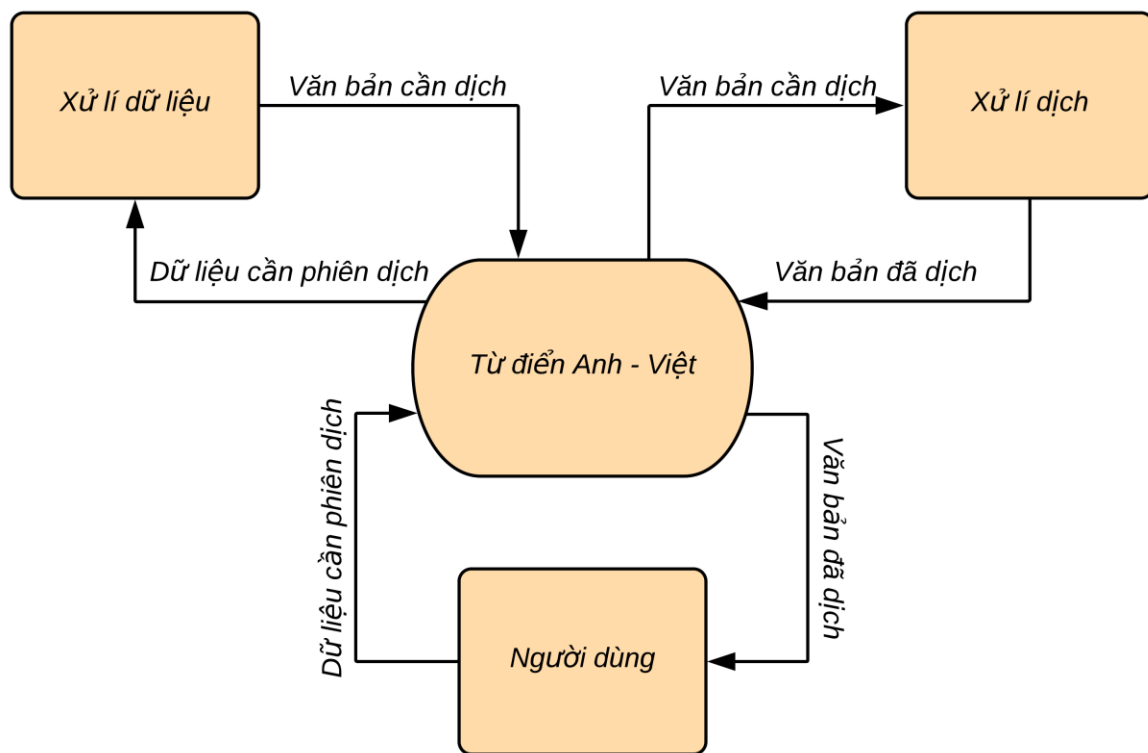 Xử lí dữ liệu
Văn bản cần dịch
Văn bản cần dịch
Xử lí dịch
Dữ liệu cần phiên dịch
Văn bản đã dịch
Từ điển Anh - Việt
Dữ liệu cần phiên dịch
Văn bản đã dịch
Người dùng